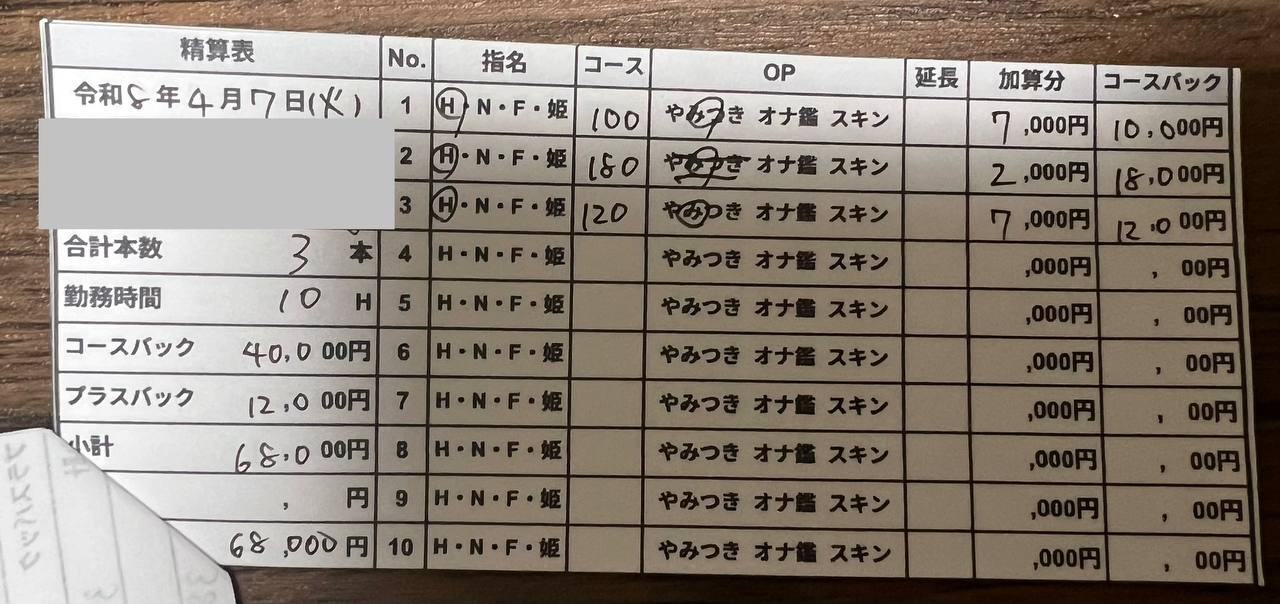 精算表 No. 指名 コース OP 延長 加算分 コースバック
令和8年4月7日(火) 1 H・N・F・姫 100 やみつき オナ鑑 スキン 7,000円 10,000円
2 H・N・F・姫 180 やみつき オナ鑑 スキン 2,000円 18,000円
3 H・N・F・姫 120 やみつき オナ鑑 スキン 7,000円 12,000円
合計本数 3 本 4 H・N・F・姫 やみつき オナ鑑 スキン ,000円 , 00円
勤務時間 10 H 5 H・N・F・姫 やみつき オナ鑑 スキン ,000円 , 00円
コースバック 40,000円 6 H・N・F・姫 やみつき オナ鑑 スキン ,000円 , 00円
プラスバック 12,000円 7 H・N・F・姫 やみつき オナ鑑 スキン ,000円 , 00円
小計 68,000円 8 H・N・F・姫 やみつき オナ鑑 スキン ,000円 , 00円
, 円 9 H・N・F・姫 やみつき オナ鑑 スキン ,000円 , 00円
68,000円 10 H・N・F・姫 やみつき オナ鑑 スキン ,000円 , 00円